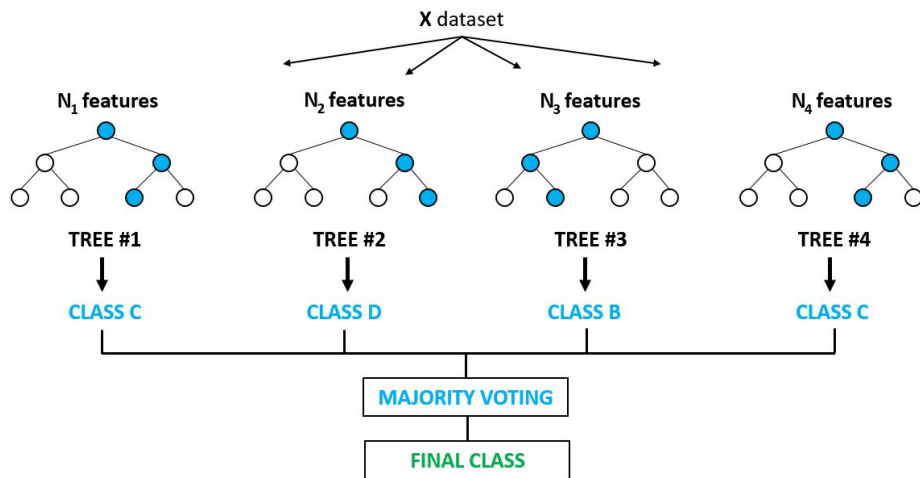 X dataset
N₁ features N₂ features N₃ features N₄ features
TREE #1 TREE #2 TREE #3 TREE #4
CLASS C CLASS D CLASS B CLASS C
MAJORITY VOTING
FINAL CLASS